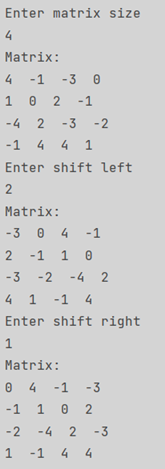 Enter matrix size
4
Matrix:
4 -1 -3 0
1 0 2 -1
-4 2 -3 -2
-1 4 4 1
Enter shift left
2
Matrix:
-3 0 4 -1
2 -1 1 0
-3 -2 -4 2
4 1 -1 4
Enter shift right
1
Matrix:
0 4 -1 -3
-1 1 0 2
-2 -4 2 -3
1 -1 4 4